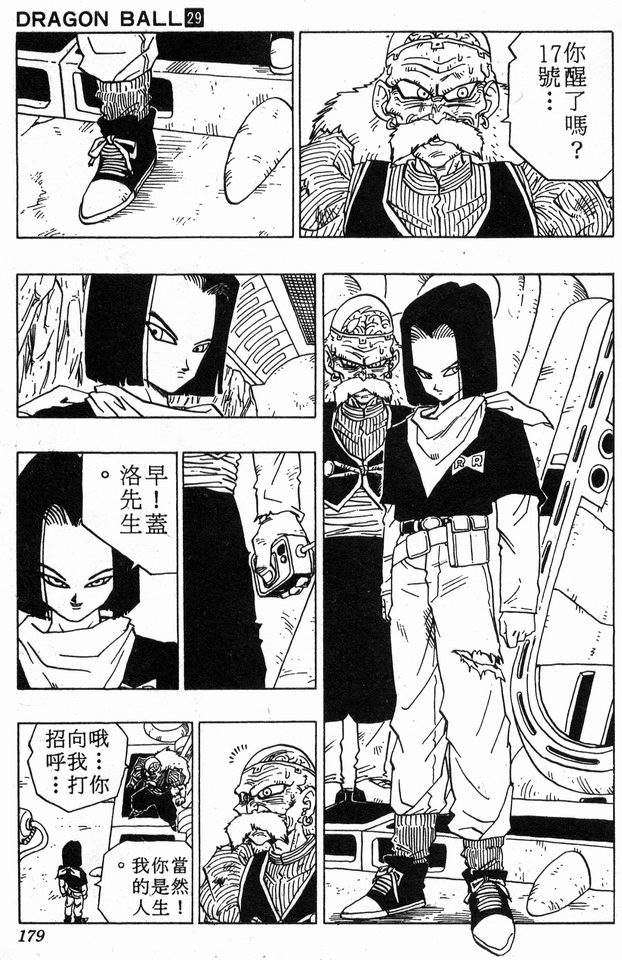 DRAGON BALL 29
你醒了嗎？
17號…
RR
早！蓋
洛先生
。
哦…你
向我打
招呼…
當然！
你是生
我的人
。
179